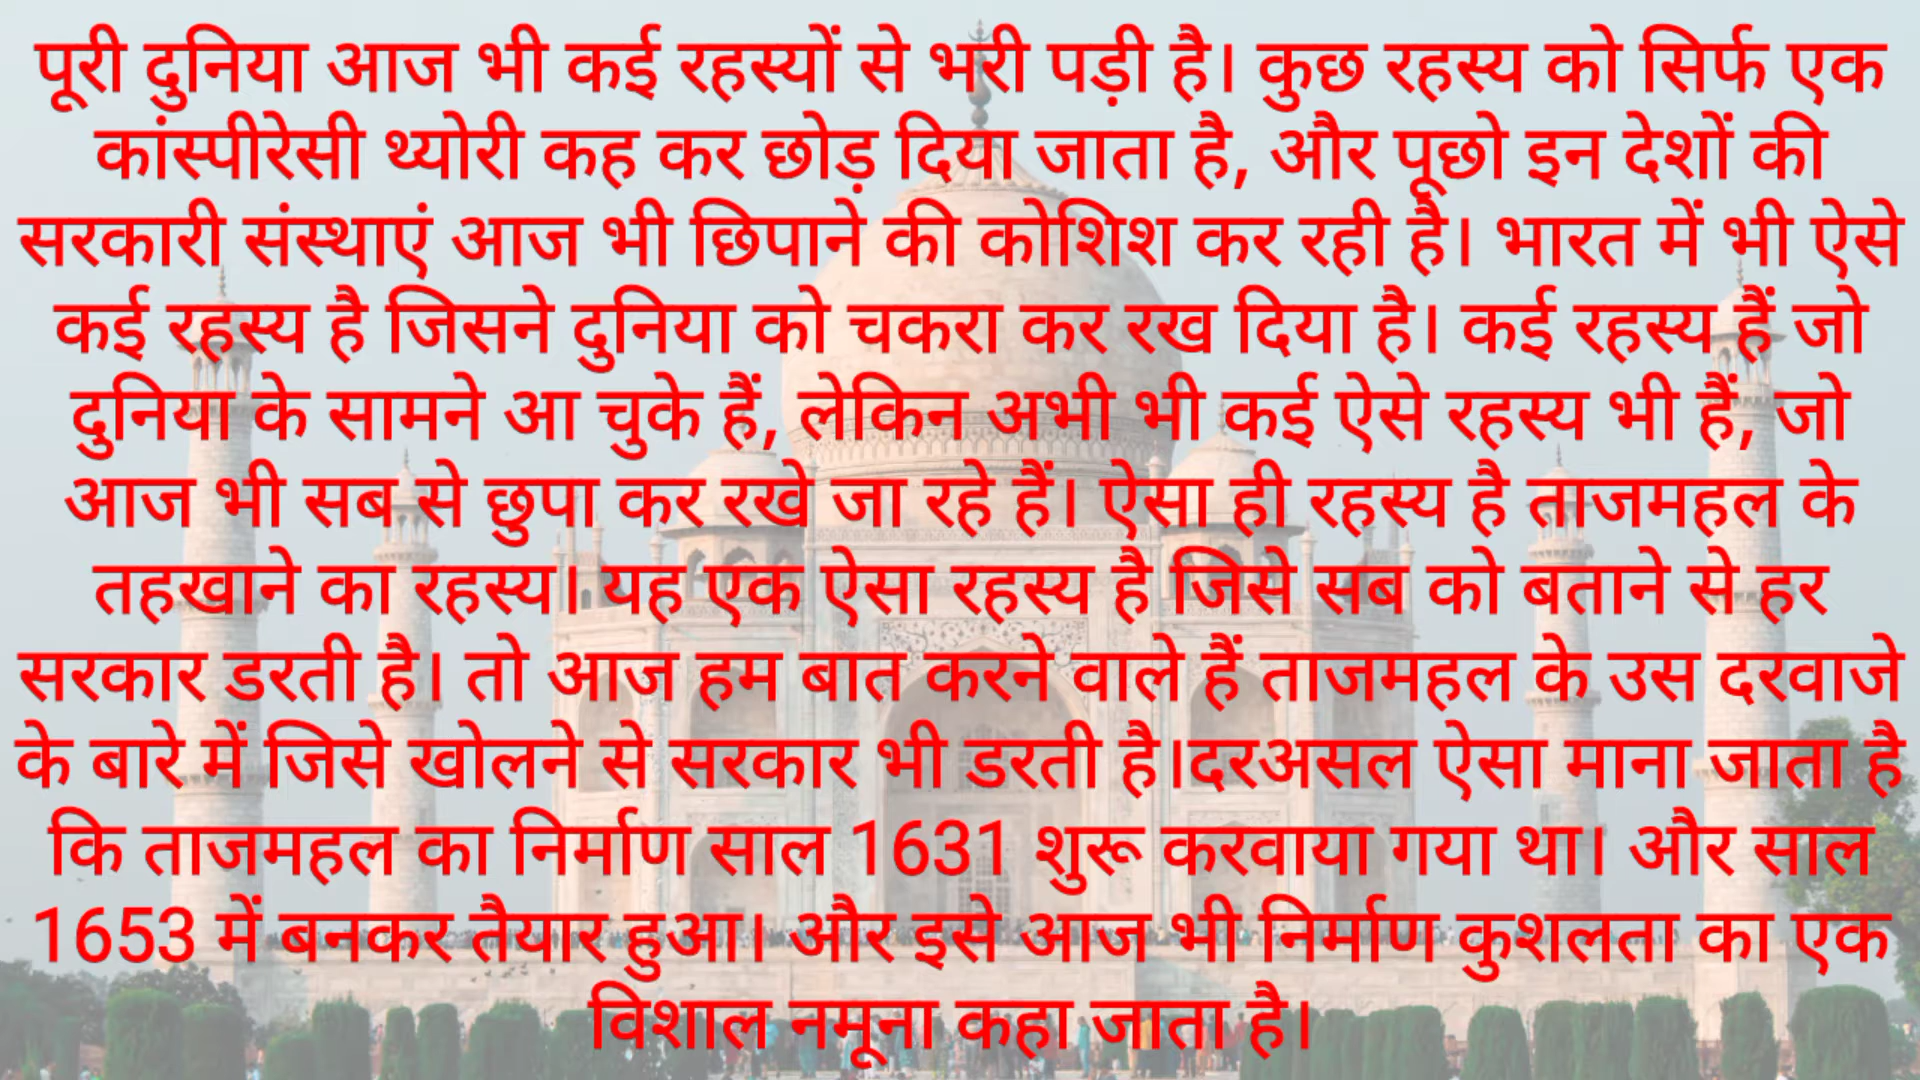 पूरी दुनिया आज भी कई रहस्यों से भरी पड़ी है। कुछ रहस्य को सिर्फ एक
कांस्पीरेसी थ्योरी कह कर छोड़ दिया जाता है, और पूछो इन देशों की
सरकारी संस्थाएं आज भी छिपाने की कोशिश कर रही है। भारत में भी ऐसे
कई रहस्य है जिसने दुनिया को चकरा कर रख दिया है। कई रहस्य हैं जो
दुनिया के सामने आ चुके हैं, लेकिन अभी भी कई ऐसे रहस्य भी हैं, जो
आज भी सब से छुपा कर रखे जा रहे हैं। ऐसा ही रहस्य है ताजमहल के
तहखाने का रहस्य। यह एक ऐसा रहस्य है जिसे सब को बताने से हर
सरकार डरती है। तो आज हम बात करने वाले हैं ताजमहल के उस दरवाजे
के बारे में जिसे खोलने से सरकार भी डरती है।दरअसल ऐसा माना जाता है
कि ताजमहल का निर्माण साल 1631 शुरू करवाया गया था। और साल
1653 में बनकर तैयार हुआ। और इसे आज भी निर्माण कुशलता का एक
विशाल नमूना कहा जाता है।